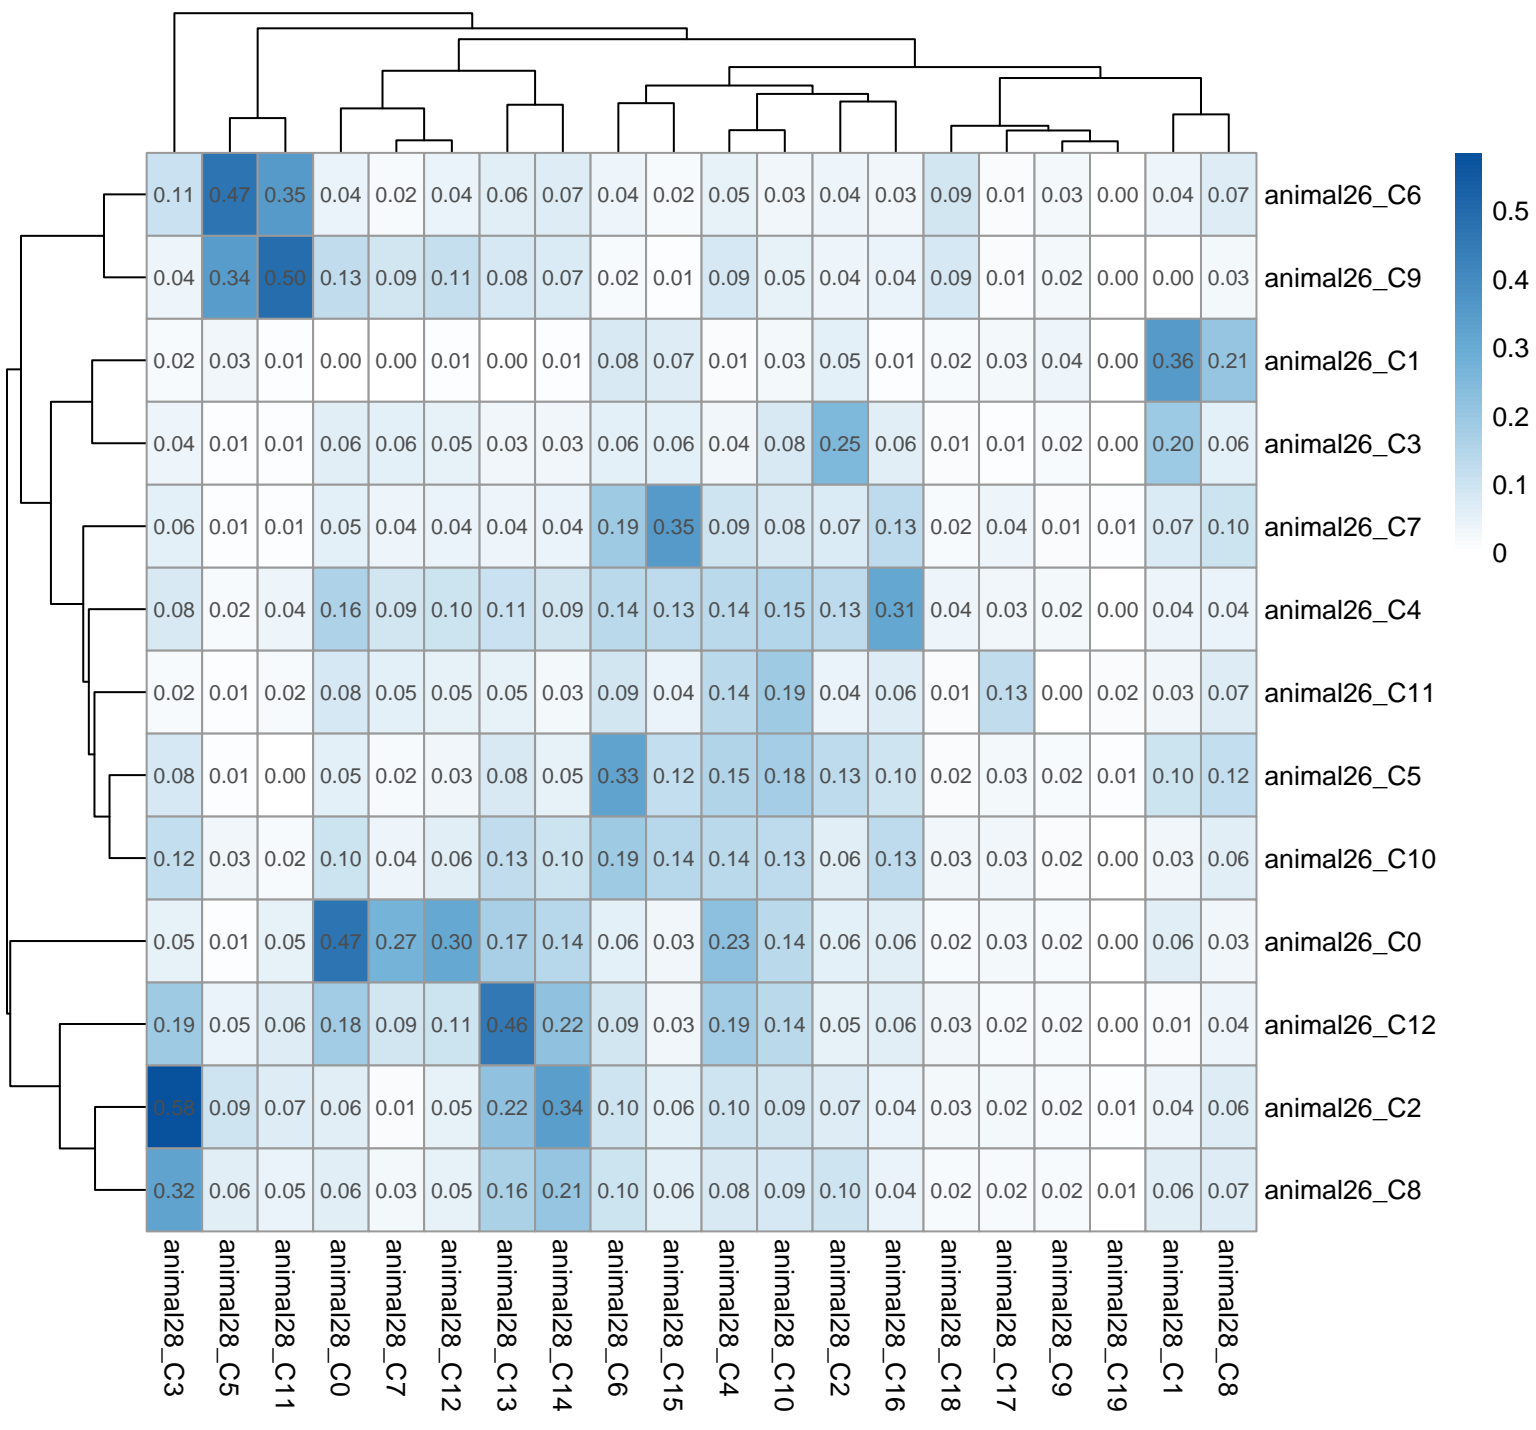 0.11 0.47 0.35 0.04 0.02 0.04 0.06 0.07 0.04 0.02 0.05 0.03 0.04 0.03 0.09 0.01 0.03 0.00 0.04 0.07 animal26_C6
0.04 0.34 0.50 0.13 0.09 0.11 0.08 0.07 0.02 0.01 0.09 0.05 0.04 0.04 0.09 0.01 0.02 0.00 0.00 0.03 animal26_C9
0.02 0.03 0.01 0.00 0.00 0.01 0.00 0.01 0.08 0.07 0.01 0.03 0.05 0.01 0.02 0.03 0.04 0.00 0.36 0.21 animal26_C1
0.04 0.01 0.01 0.06 0.06 0.05 0.03 0.03 0.06 0.06 0.04 0.08 0.25 0.06 0.01 0.01 0.02 0.00 0.20 0.06 animal26_C3
0.06 0.01 0.01 0.05 0.04 0.04 0.04 0.04 0.19 0.35 0.09 0.08 0.07 0.13 0.02 0.04 0.01 0.01 0.07 0.10 animal26_C7
0.08 0.02 0.04 0.16 0.09 0.10 0.11 0.09 0.14 0.13 0.14 0.15 0.13 0.31 0.04 0.03 0.02 0.00 0.04 0.04 animal26_C4
0.02 0.01 0.02 0.08 0.05 0.05 0.05 0.03 0.09 0.04 0.14 0.19 0.04 0.06 0.01 0.13 0.00 0.02 0.03 0.07 animal26_C11
0.08 0.01 0.00 0.05 0.02 0.03 0.08 0.05 0.33 0.12 0.15 0.18 0.13 0.10 0.02 0.03 0.02 0.01 0.10 0.12 animal26_C5
0.12 0.03 0.02 0.10 0.04 0.06 0.13 0.10 0.19 0.14 0.14 0.13 0.06 0.13 0.03 0.03 0.02 0.00 0.03 0.06 animal26_C10
0.05 0.01 0.05 0.47 0.27 0.30 0.17 0.14 0.06 0.03 0.23 0.14 0.06 0.06 0.02 0.03 0.02 0.00 0.06 0.03 animal26_C0
0.19 0.05 0.06 0.18 0.09 0.11 0.46 0.22 0.09 0.03 0.19 0.14 0.05 0.06 0.03 0.02 0.02 0.00 0.01 0.04 animal26_C12
0.58 0.09 0.07 0.06 0.01 0.05 0.22 0.34 0.10 0.06 0.10 0.09 0.07 0.04 0.03 0.02 0.02 0.01 0.04 0.06 animal26_C2
0.32 0.06 0.05 0.06 0.03 0.05 0.16 0.21 0.10 0.06 0.08 0.09 0.10 0.04 0.02 0.02 0.02 0.01 0.06 0.07 animal26_C8
animal28_C3
animal28_C5
animal28_C11
animal28_C0
animal28_C7
animal28_C12
animal28_C13
animal28_C14
animal28_C6
animal28_C15
animal28_C4
animal28_C10
animal28_C2
animal28_C16
animal28_C18
animal28_C17
animal28_C9
animal28_C19
animal28_C1
animal28_C8
0.5
0.4
0.3
0.2
0.1
0